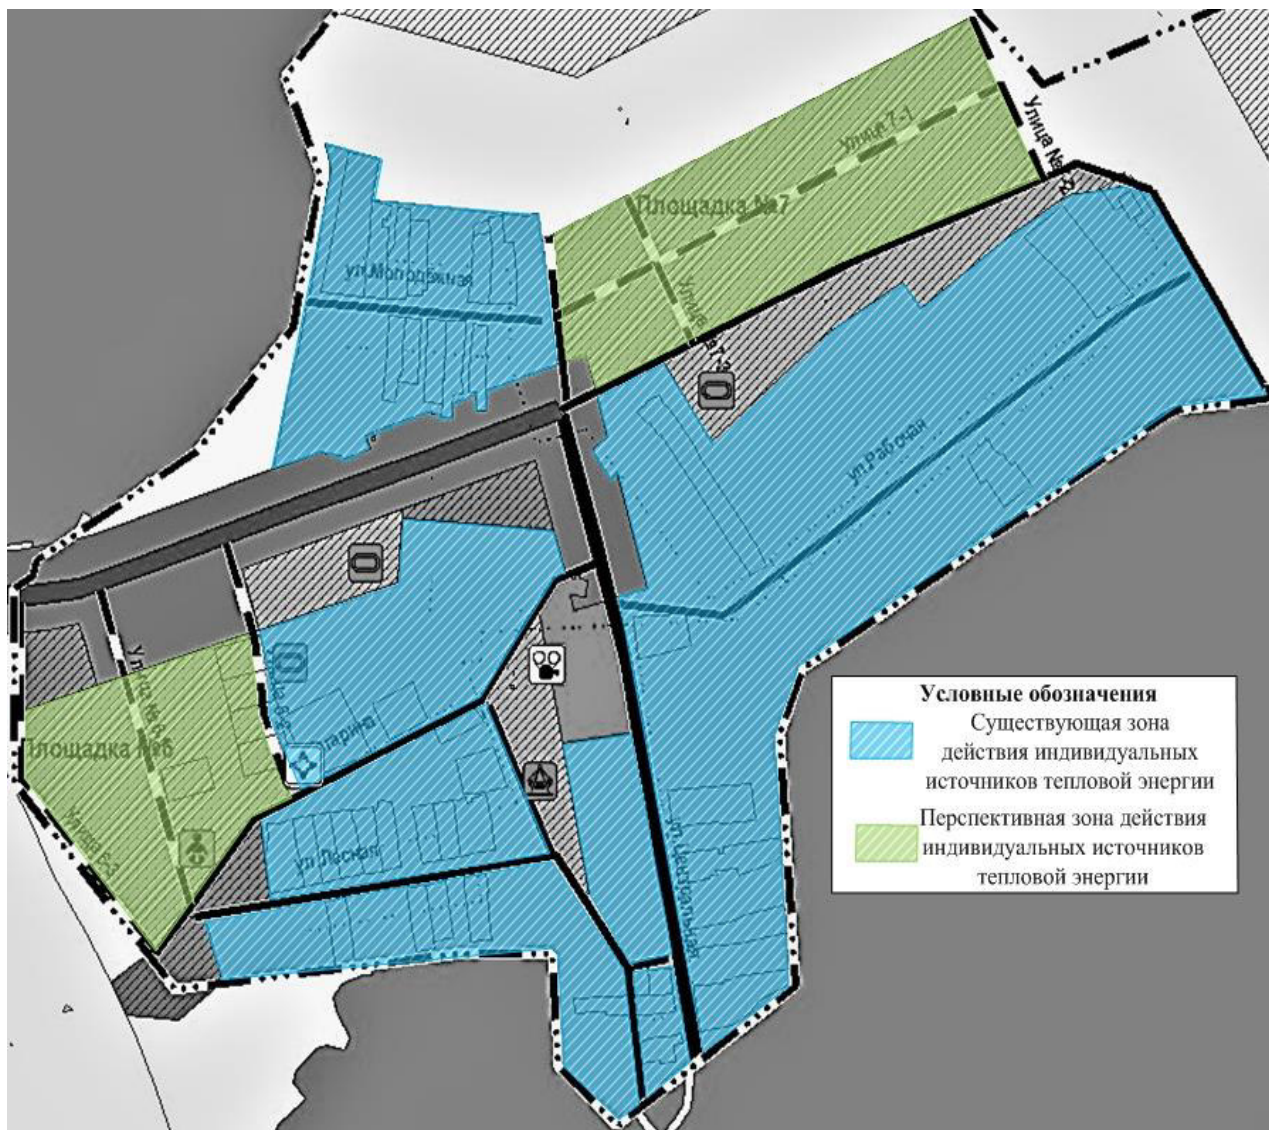 Улица 7-1
Площадка №7
ул.Молодёжная
ул.Рабочая
Площадка №6
ул.Лесная
ул.Центральная
Условные обозначения
Существующая зона
действия индивидуальных
источников тепловой энергии
Перспективная зона действия
индивидуальных источников
тепловой энергии